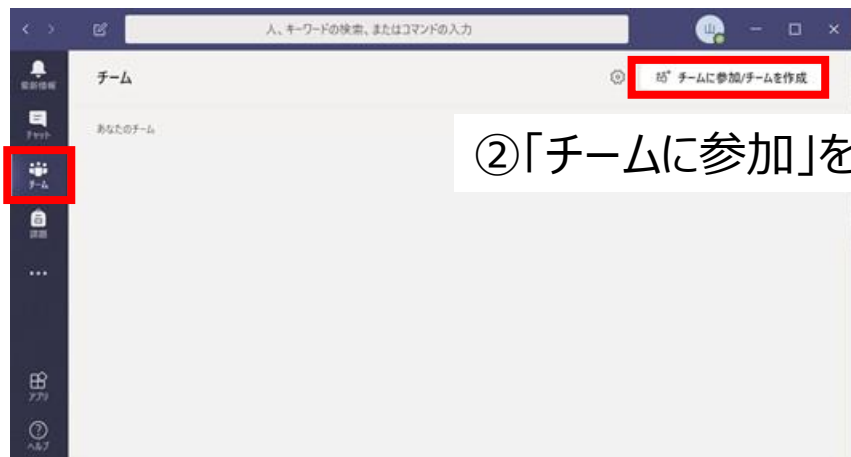 人、キーワードの検索、またはコマンドの入力
山
最新情報
チーム
チームに参加/チームを作成
チャット
あなたのチーム
②「チームに参加」を
チーム
課題
アプリ
ヘルプ